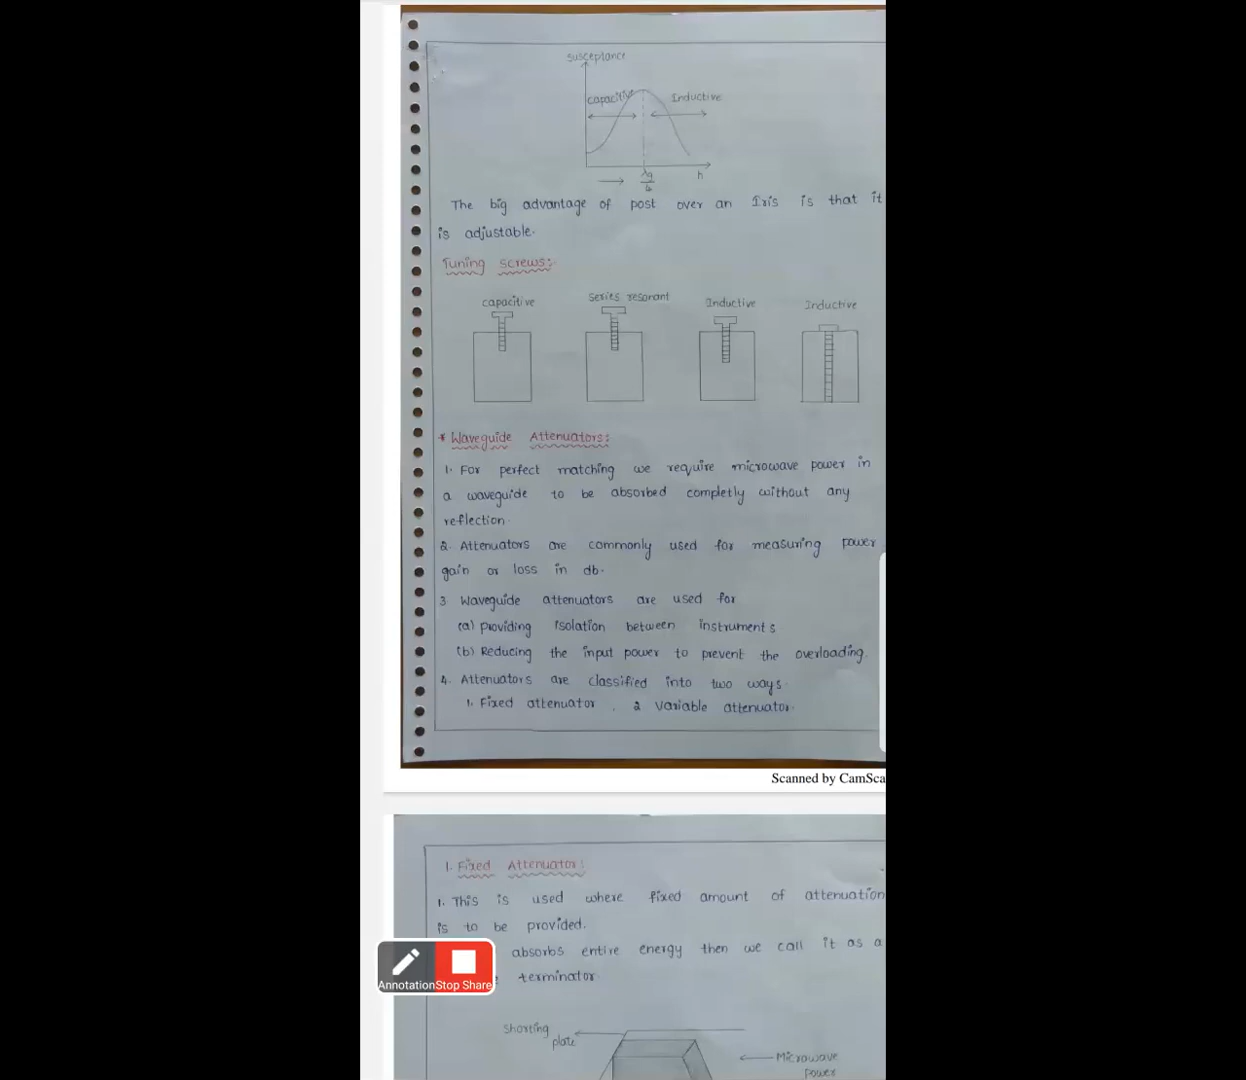 susceptance
capacitive
Inductive
λg
4
h
The big advantage of post over an Iris is that it
is adjustable.
Tuning screws:-
capacitive
series resonant
Inductive
Inductive
* Waveguide Attenuators:
1. For perfect matching we require microwave power in
a waveguide to be absorbed completly without any
reflection.
2. Attenuators are commonly used for measuring power
gain or loss in db.
3 Waveguide attenuators are used for
(a) providing Isolation between Instruments
(b) Reducing the input power to prevent the overloading.
4. Attenuators are classified into two ways.
1. Fixed attenuator. 2 Variable attenuator.
Scanned by CamSca
1. Fixed Attenuator:
1. This is used where fixed amount of attenuation
is to be provided.
absorbs entire energy then we call it as a
terminator.
Annotation
Stop Share
Shorting
plate
Microwave
power